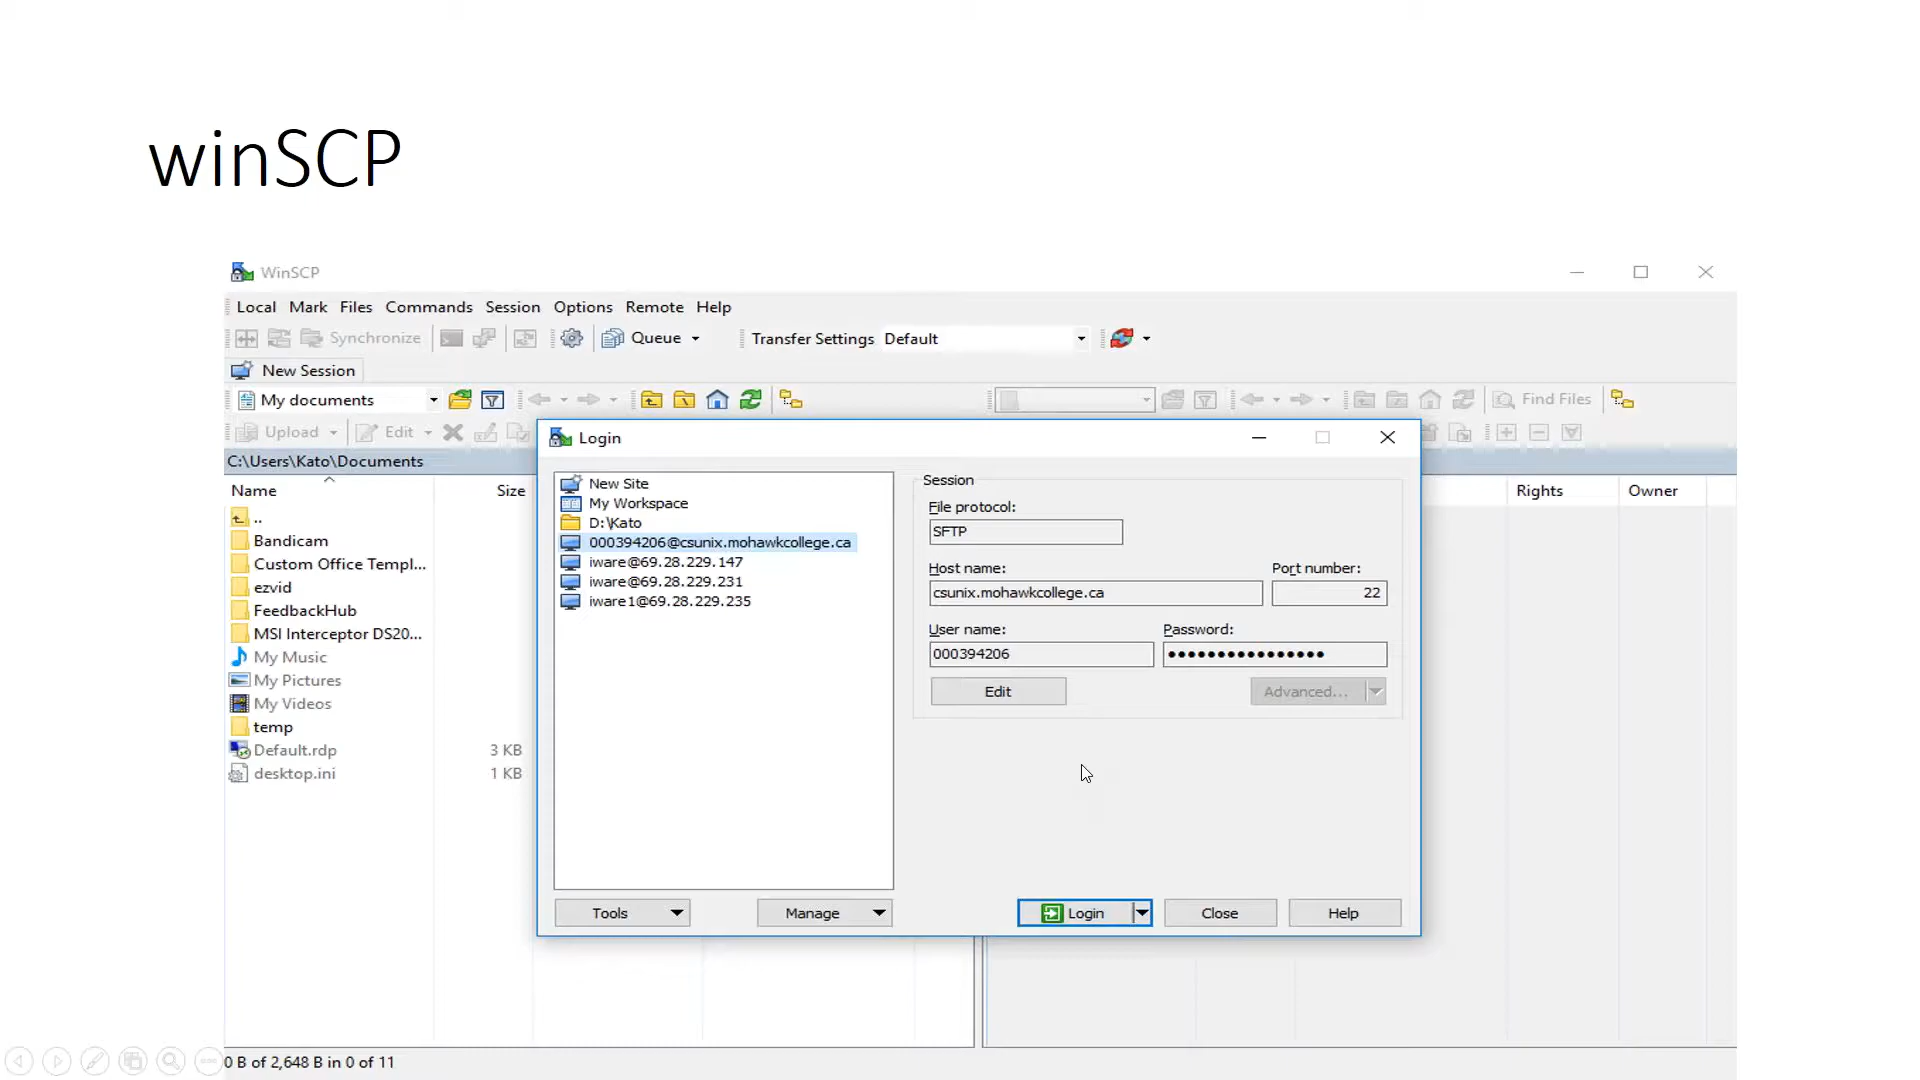 winSCP
WinSCP
Local Mark Files Commands Session Options Remote Help
Synchronize Queue Transfer Settings Default
New Session
My documents Find Files
Upload Edit
C:\Users\Kato\Documents
Name Size Rights Owner
..
Bandicam
Custom Office Templ...
ezvid
FeedbackHub
MSI Interceptor DS20...
My Music
My Pictures
My Videos
temp
Default.rdp 3 KB
desktop.ini 1 KB
Login
New Site
My Workspace
D:\Kato
000394206@csunix.mohawkcollege.ca
iware@69.28.229.147
iware@69.28.229.231
iware1@69.28.229.235
Session
File protocol:
SFTP
Host name: Port number:
csunix.mohawkcollege.ca 22
User name: Password:
000394206 ••••••••••••••••
Edit Advanced...
Tools Manage Login Close Help
0 B of 2,648 B in 0 of 11